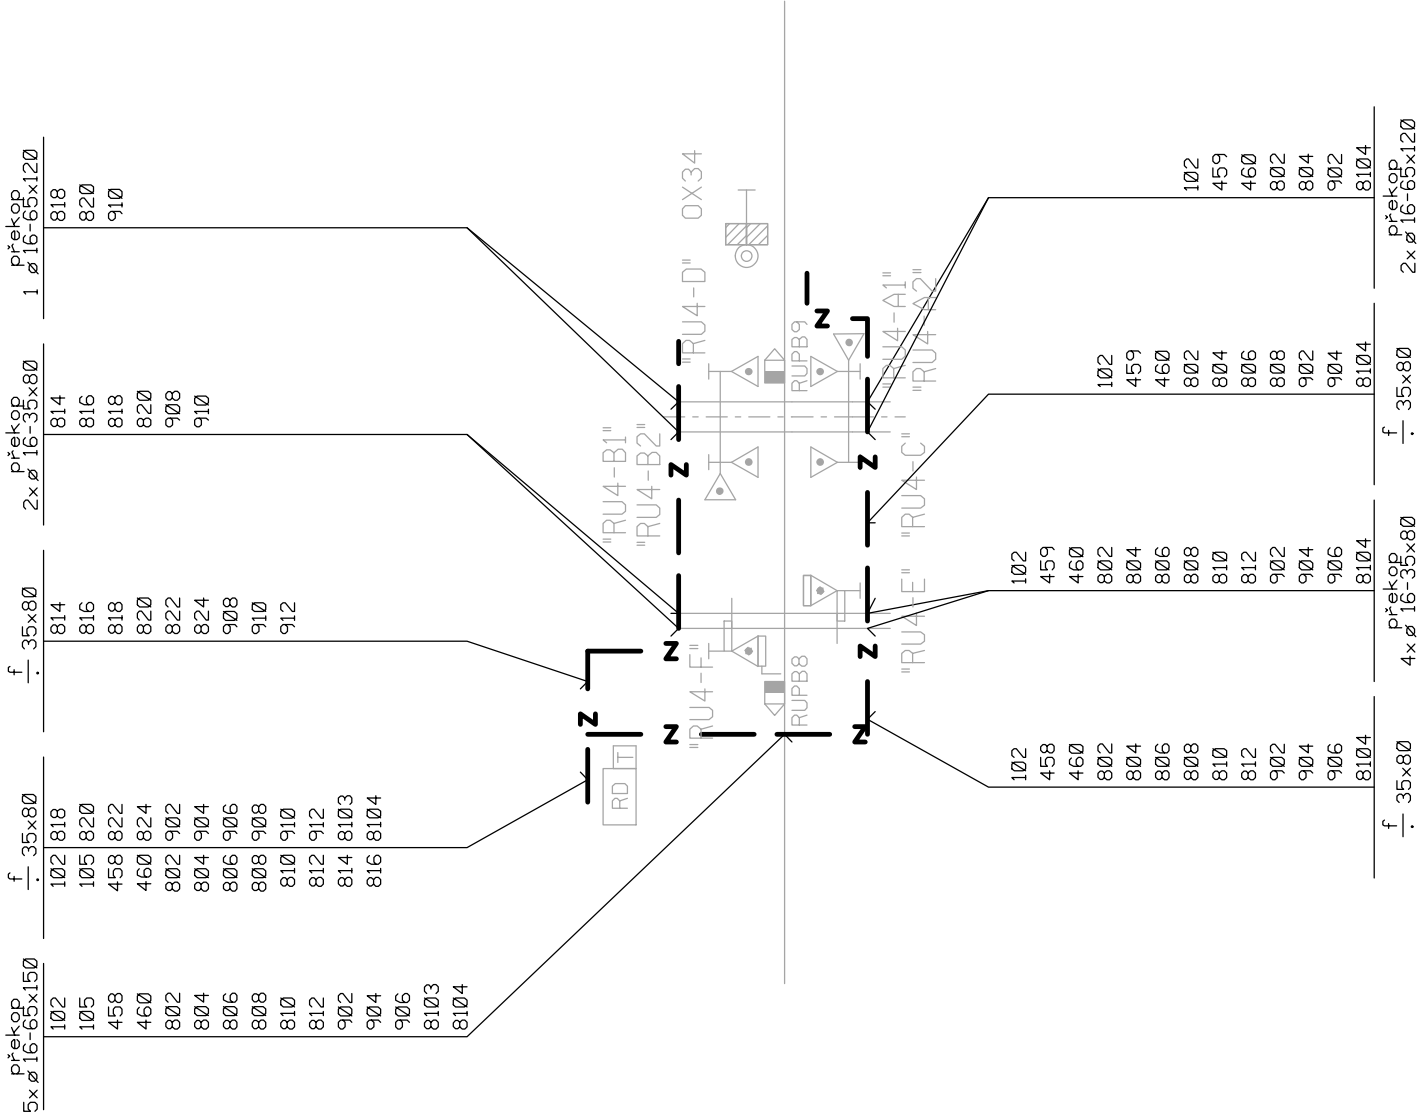 překop
1 ø 16-65x120
818
820
910
překop
2x ø 16-35x80
814
816
818
820
908
910
f 35x80
814
816
818
820
822
824
908
910
912
f 35x80
102 818
105 820
458 822
460 824
802 902
804 904
806 906
808 908
810 910
812 912
814 8103
816 8104
překop
5x ø 16-65x150
102
105
458
460
802
804
806
808
810
812
902
904
906
8103
8104
OX34
"RU4-D"
"RU4-B1"
"RU4-B2"
"RU4-F"
RD
T
RUPB9
RUPB8
"RU4-A1"
"RU4-A2"
"RU4-C"
"RU4-E"
Z
Z
Z
Z
Z
Z
Z
Z
překop
2x ø 16-65x120
102
459
460
802
804
902
8104
f 35x80
102
459
460
802
804
806
808
902
904
8104
překop
4x ø 16-35x80
102
459
460
802
804
806
808
810
812
902
904
906
8104
f 35x80
102
458
460
802
804
806
808
810
812
902
904
906
8104